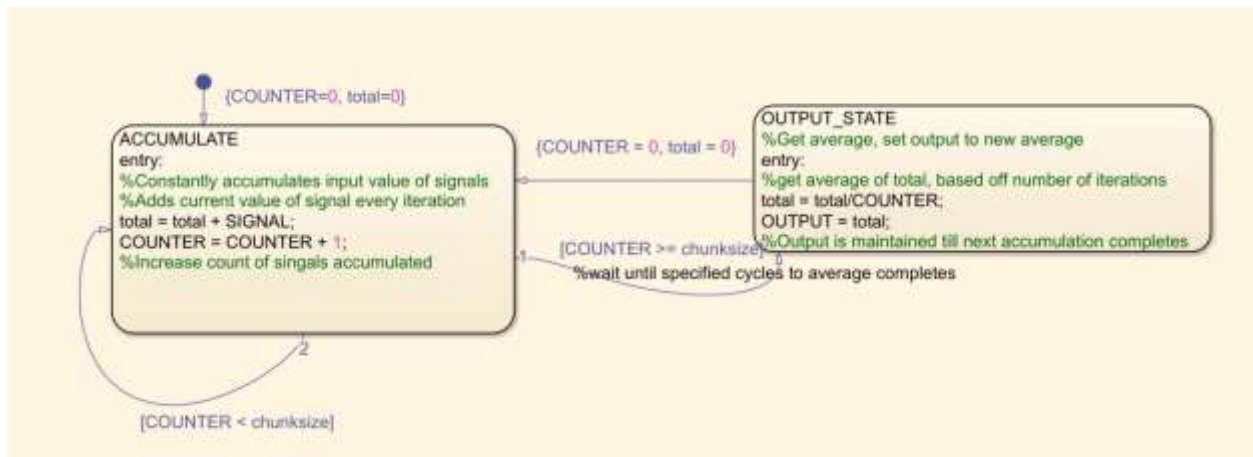 {COUNTER=0, total=0}
ACCUMULATE
entry:
%Constantly accumulates input value of signals
%Adds current value of signal every iteration
total = total + SIGNAL;
COUNTER = COUNTER + 1;
%Increase count of singals accumulated
{COUNTER = 0, total = 0}
OUTPUT_STATE
%Get average, set output to new average
entry:
%get average of total, based off number of iterations
total = total/COUNTER;
OUTPUT = total;
%Output is maintained till next accumulation completes
1
[COUNTER >= chunksize]
%wait until specified cycles to average completes
2
[COUNTER < chunksize]